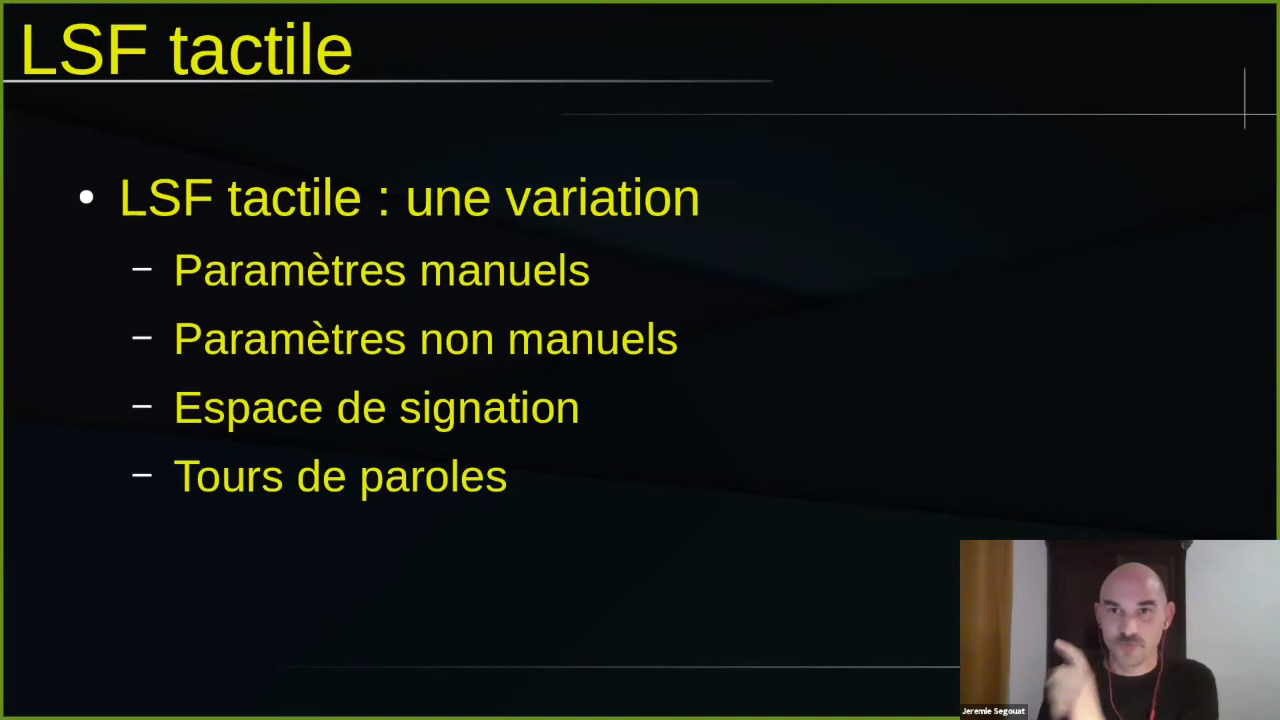 LSF tactile
• LSF tactile : une variation
– Paramètres manuels
– Paramètres non manuels
– Espace de signation
– Tours de paroles
Jeremie Segouat